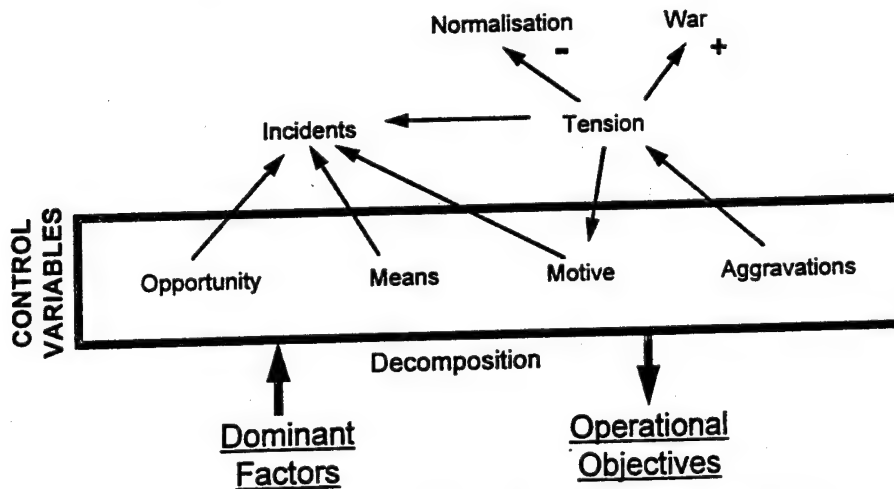 Normalisation
War
-
+
Incidents
Tension
CONTROL
VARIABLES
Opportunity
Means
Motive
Aggravations
Decomposition
Dominant
Factors
Operational
Objectives